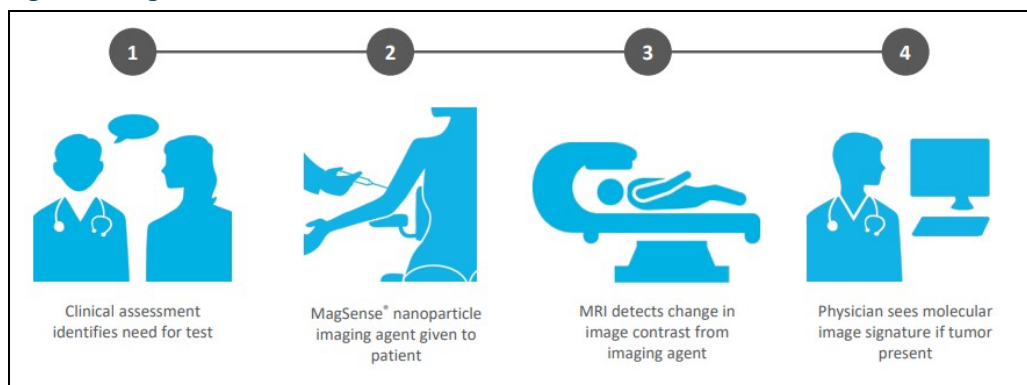 1
2
3
4
Clinical assessment
identifies need for test
MagSense® nanoparticle
imaging agent given to
patient
MRI detects change in
image contrast from
imaging agent
Physician sees molecular
image signature if tumor
present